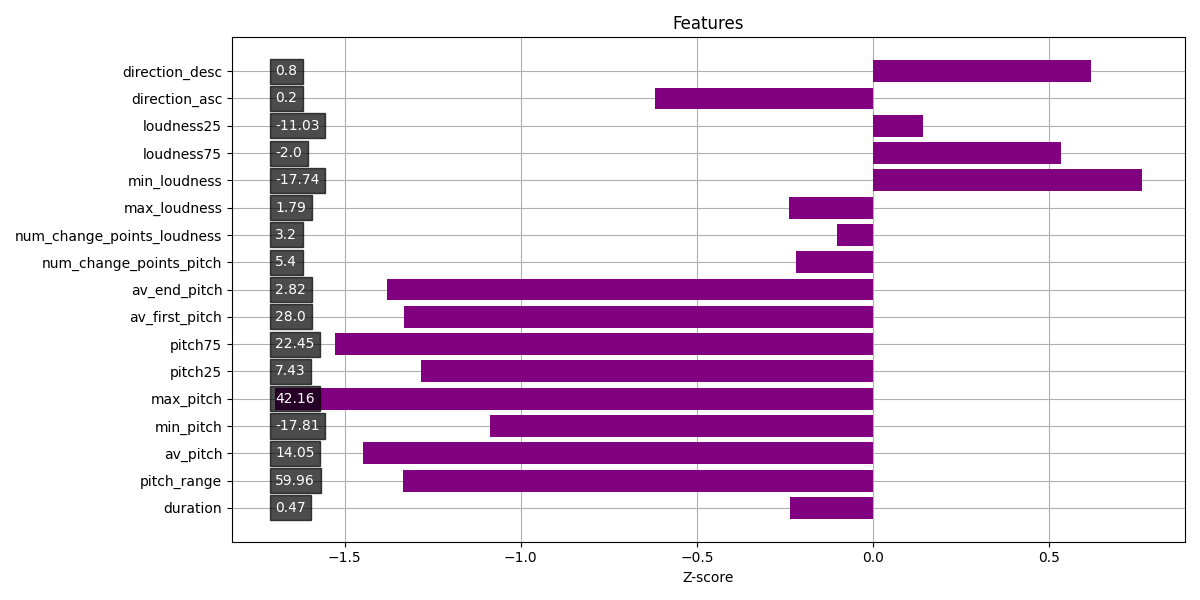 Features
direction_desc 0.8
direction_asc 0.2
loudness25 -11.03
loudness75 -2.0
min_loudness -17.74
max_loudness 1.79
num_change_points_loudness 3.2
num_change_points_pitch 5.4
av_end_pitch 2.82
av_first_pitch 28.0
pitch75 22.45
pitch25 7.43
max_pitch 42.16
min_pitch -17.81
av_pitch 14.05
pitch_range 59.96
duration 0.47
−1.5 −1.0 −0.5 0.0 0.5
Z-score